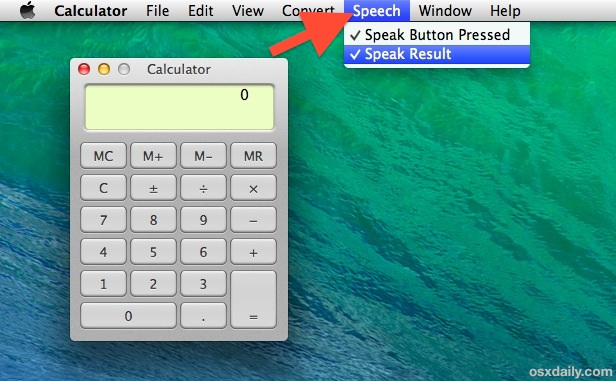 Calculator File Edit View Convert Speech Window Help
✓ Speak Button Pressed
✓ Speak Result
Calculator
0
MC M+ M- MR
C ± ÷ ×
7 8 9 −
4 5 6 +
1 2 3
0 . =
osxdaily.com